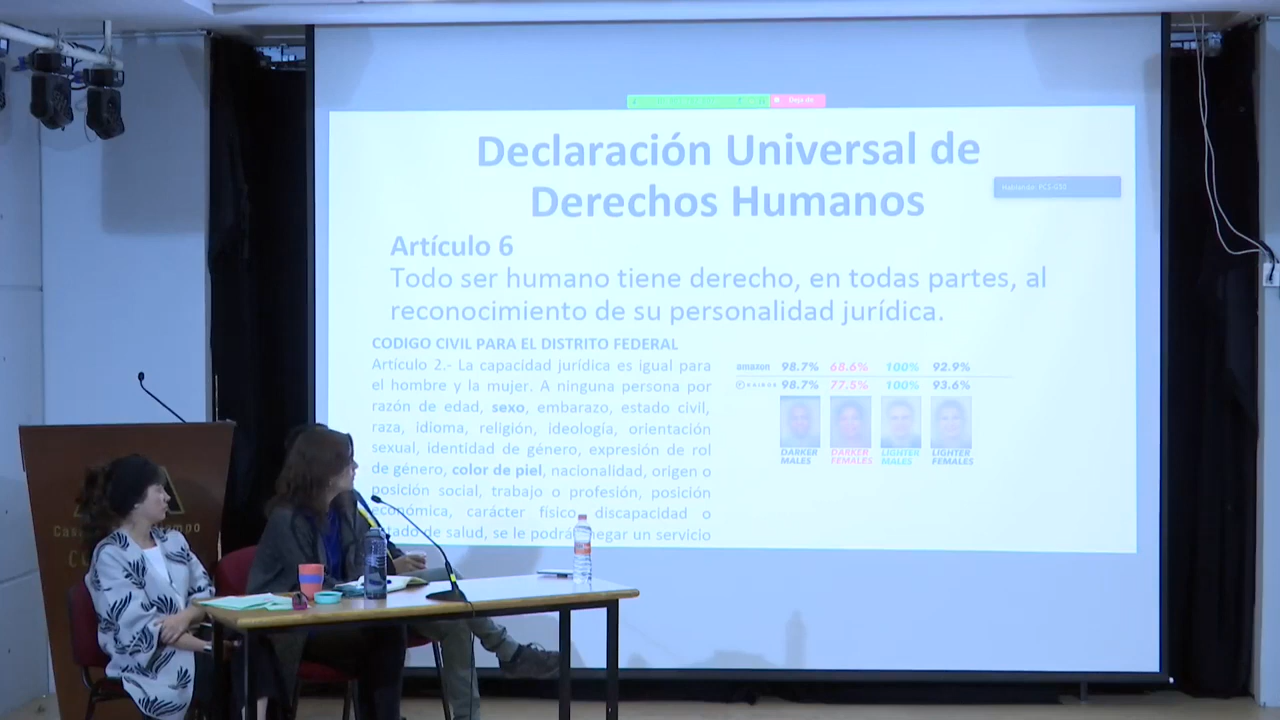 Deja de
Declaración Universal de
Derechos Humanos
Hablando:
Artículo 6
Todo ser humano tiene derecho, en todas partes, al
reconocimiento de su personalidad jurídica.
CODIGO CIVIL PARA EL DISTRITO FEDERAL
Artículo 2.- La capacidad jurídica es igual para
el hombre y la mujer. A ninguna persona por
razón de edad, sexo, embarazo, estado civil,
raza, idioma, religión, ideología, orientación
sexual, identidad de género, expresión de rol
de género, color de piel, nacionalidad, origen o
posición social, trabajo o profesión, posición
económica, carácter físico, discapacidad o
estado de salud, se le podrá negar un servicio
amazon 98.7% 68.6% 100% 92.9%
KAIROS 98.7% 77.5% 100% 93.6%
DARKER MALES
DARKER FEMALES
LIGHTER MALES
LIGHTER FEMALES